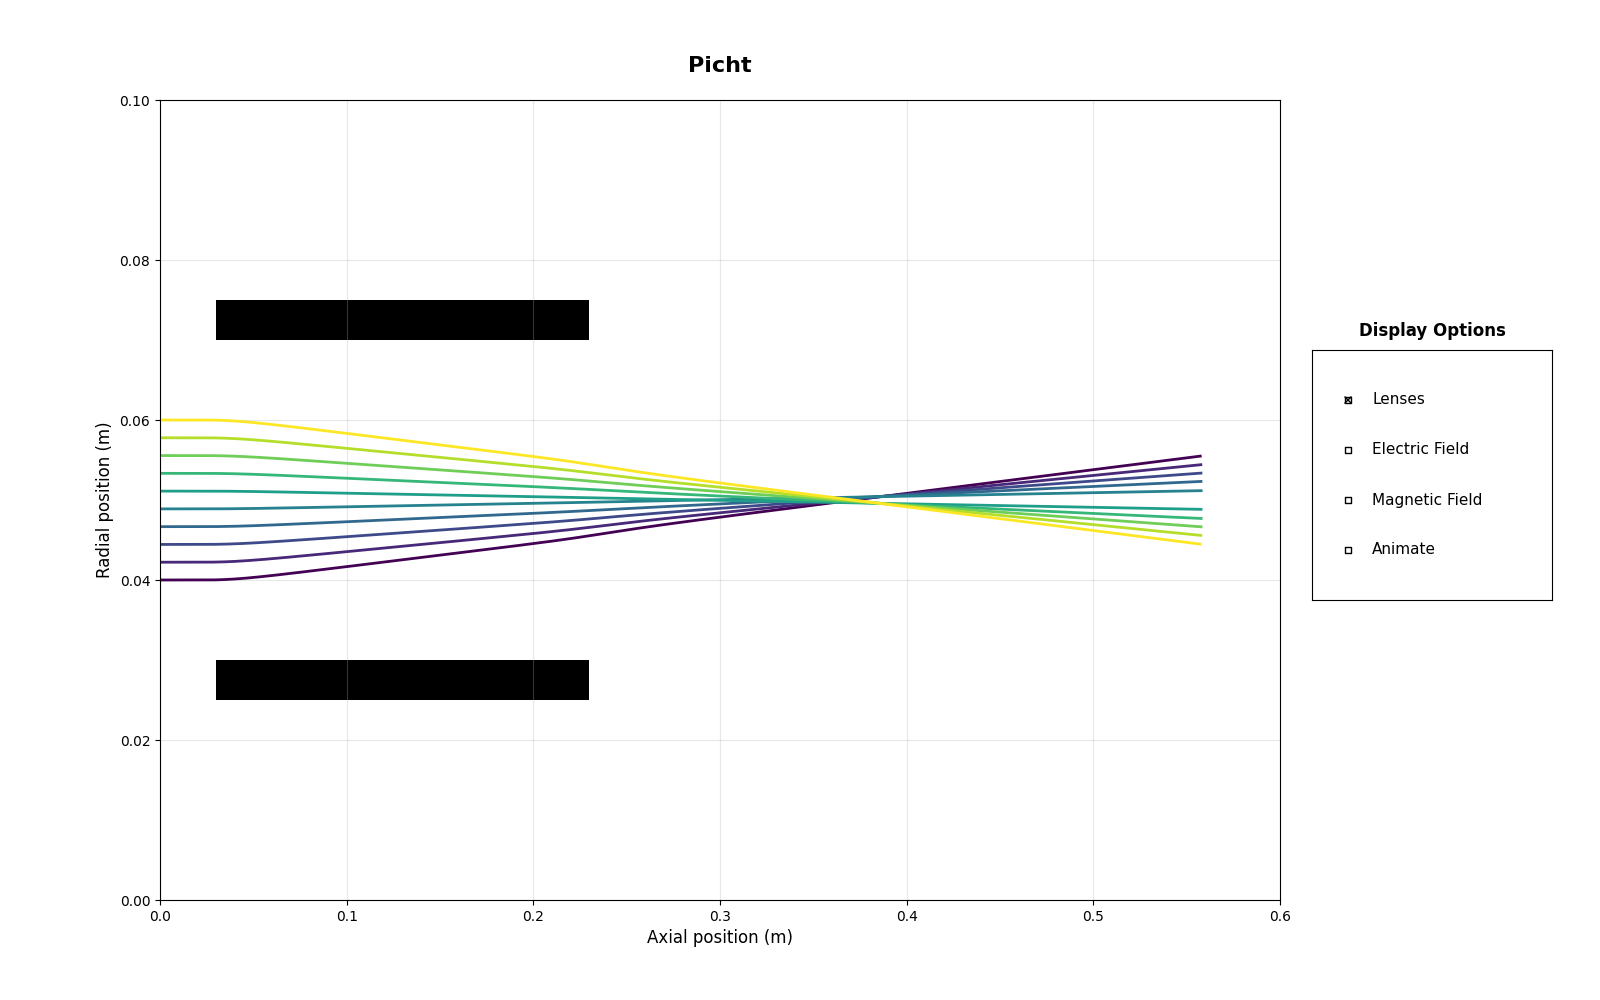 Picht
0.10
0.08
0.06
0.04
0.02
0.00
Radial position (m)
0.0 0.1 0.2 0.3 0.4 0.5 0.6
Axial position (m)
Display Options
Lenses
Electric Field
Magnetic Field
Animate